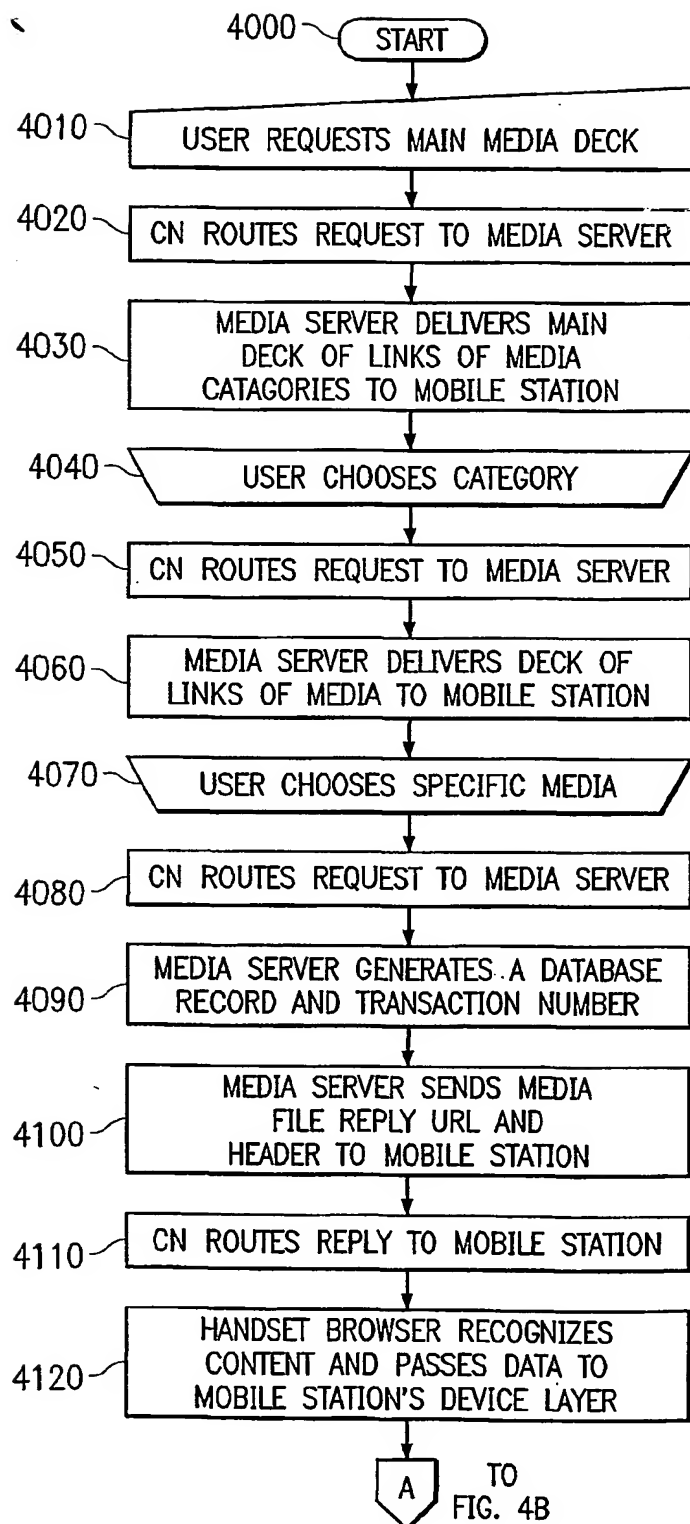 4000
START
4010
USER REQUESTS MAIN MEDIA DECK
4020
CN ROUTES REQUEST TO MEDIA SERVER
4030
MEDIA SERVER DELIVERS MAIN
DECK OF LINKS OF MEDIA
CATAGORIES TO MOBILE STATION
4040
USER CHOOSES CATEGORY
4050
CN ROUTES REQUEST TO MEDIA SERVER
4060
MEDIA SERVER DELIVERS DECK OF
LINKS OF MEDIA TO MOBILE STATION
4070
USER CHOOSES SPECIFIC MEDIA
4080
CN ROUTES REQUEST TO MEDIA SERVER
4090
MEDIA SERVER GENERATES A DATABASE
RECORD AND TRANSACTION NUMBER
4100
MEDIA SERVER SENDS MEDIA
FILE REPLY URL AND
HEADER TO MOBILE STATION
4110
CN ROUTES REPLY TO MOBILE STATION
4120
HANDSET BROWSER RECOGNIZES
CONTENT AND PASSES DATA TO
MOBILE STATION'S DEVICE LAYER
A
TO
FIG. 4B